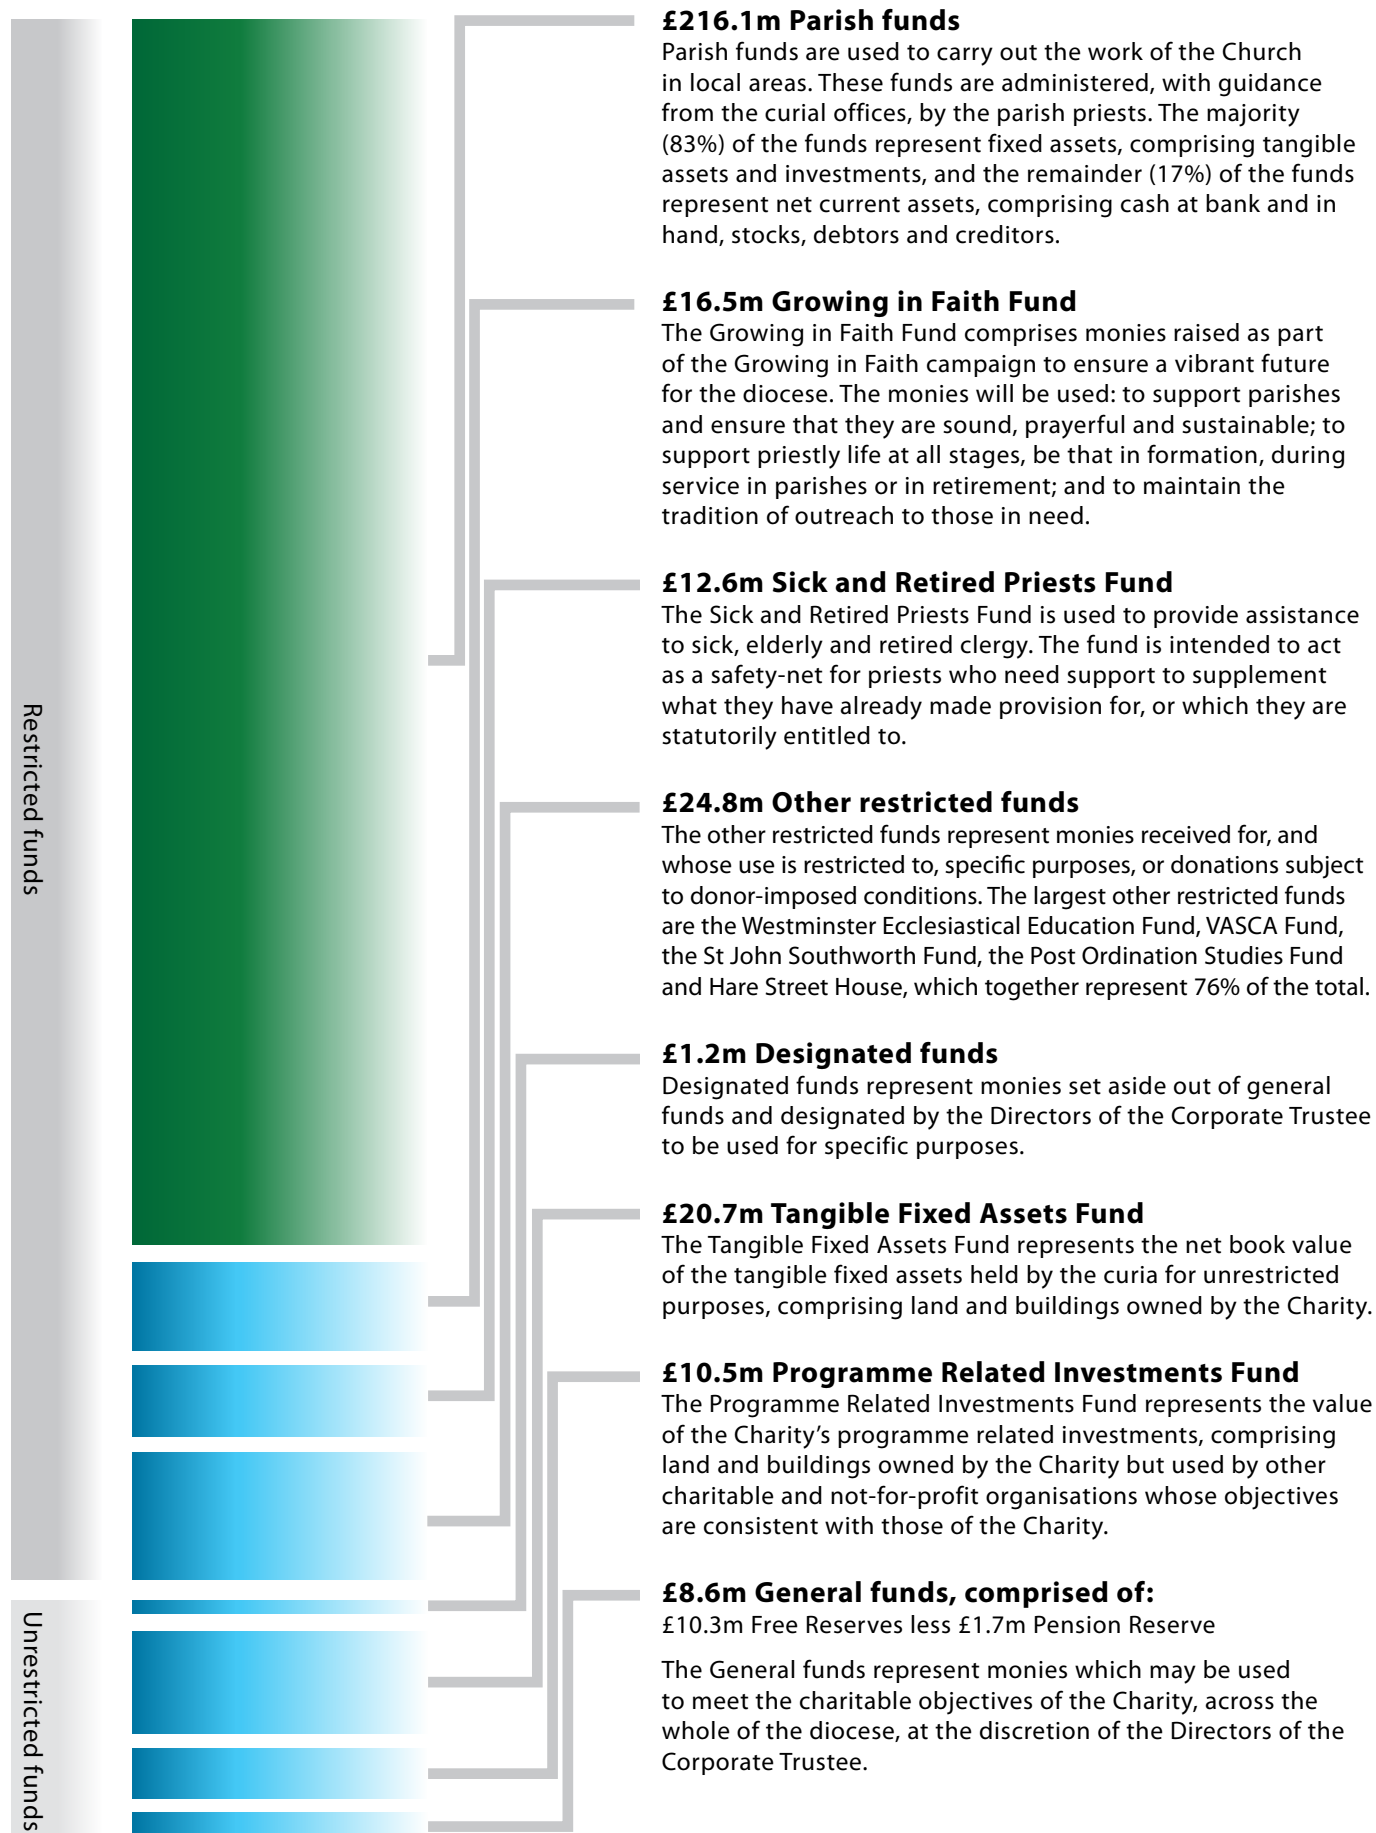 £216.1m Parish funds
Parish funds are used to carry out the work of the Church
in local areas. These funds are administered, with guidance
from the curial offices, by the parish priests. The majority
(83%) of the funds represent fixed assets, comprising tangible
assets and investments, and the remainder (17%) of the funds
represent net current assets, comprising cash at bank and in
hand, stocks, debtors and creditors.
£16.5m Growing in Faith Fund
The Growing in Faith Fund comprises monies raised as part
of the Growing in Faith campaign to ensure a vibrant future
for the diocese. The monies will be used: to support parishes
and ensure that they are sound, prayerful and sustainable; to
support priestly life at all stages, be that in formation, during
service in parishes or in retirement; and to maintain the
tradition of outreach to those in need.
£12.6m Sick and Retired Priests Fund
The Sick and Retired Priests Fund is used to provide assistance
to sick, elderly and retired clergy. The fund is intended to act
as a safety-net for priests who need support to supplement
what they have already made provision for, or which they are
statutorily entitled to.
£24.8m Other restricted funds
The other restricted funds represent monies received for, and
whose use is restricted to, specific purposes, or donations subject
to donor-imposed conditions. The largest other restricted funds
are the Westminster Ecclesiastical Education Fund, VASCA Fund,
the St John Southworth Fund, the Post Ordination Studies Fund
and Hare Street House, which together represent 76% of the total.
£1.2m Designated funds
Designated funds represent monies set aside out of general
funds and designated by the Directors of the Corporate Trustee
to be used for specific purposes.
£20.7m Tangible Fixed Assets Fund
The Tangible Fixed Assets Fund represents the net book value
of the tangible fixed assets held by the curia for unrestricted
purposes, comprising land and buildings owned by the Charity.
£10.5m Programme Related Investments Fund
The Programme Related Investments Fund represents the value
of the Charity’s programme related investments, comprising
land and buildings owned by the Charity but used by other
charitable and not-for-profit organisations whose objectives
are consistent with those of the Charity.
£8.6m General funds, comprised of:
£10.3m Free Reserves less £1.7m Pension Reserve
The General funds represent monies which may be used
to meet the charitable objectives of the Charity, across the
whole of the diocese, at the discretion of the Directors of the
Corporate Trustee.
Restricted funds
Unrestricted funds